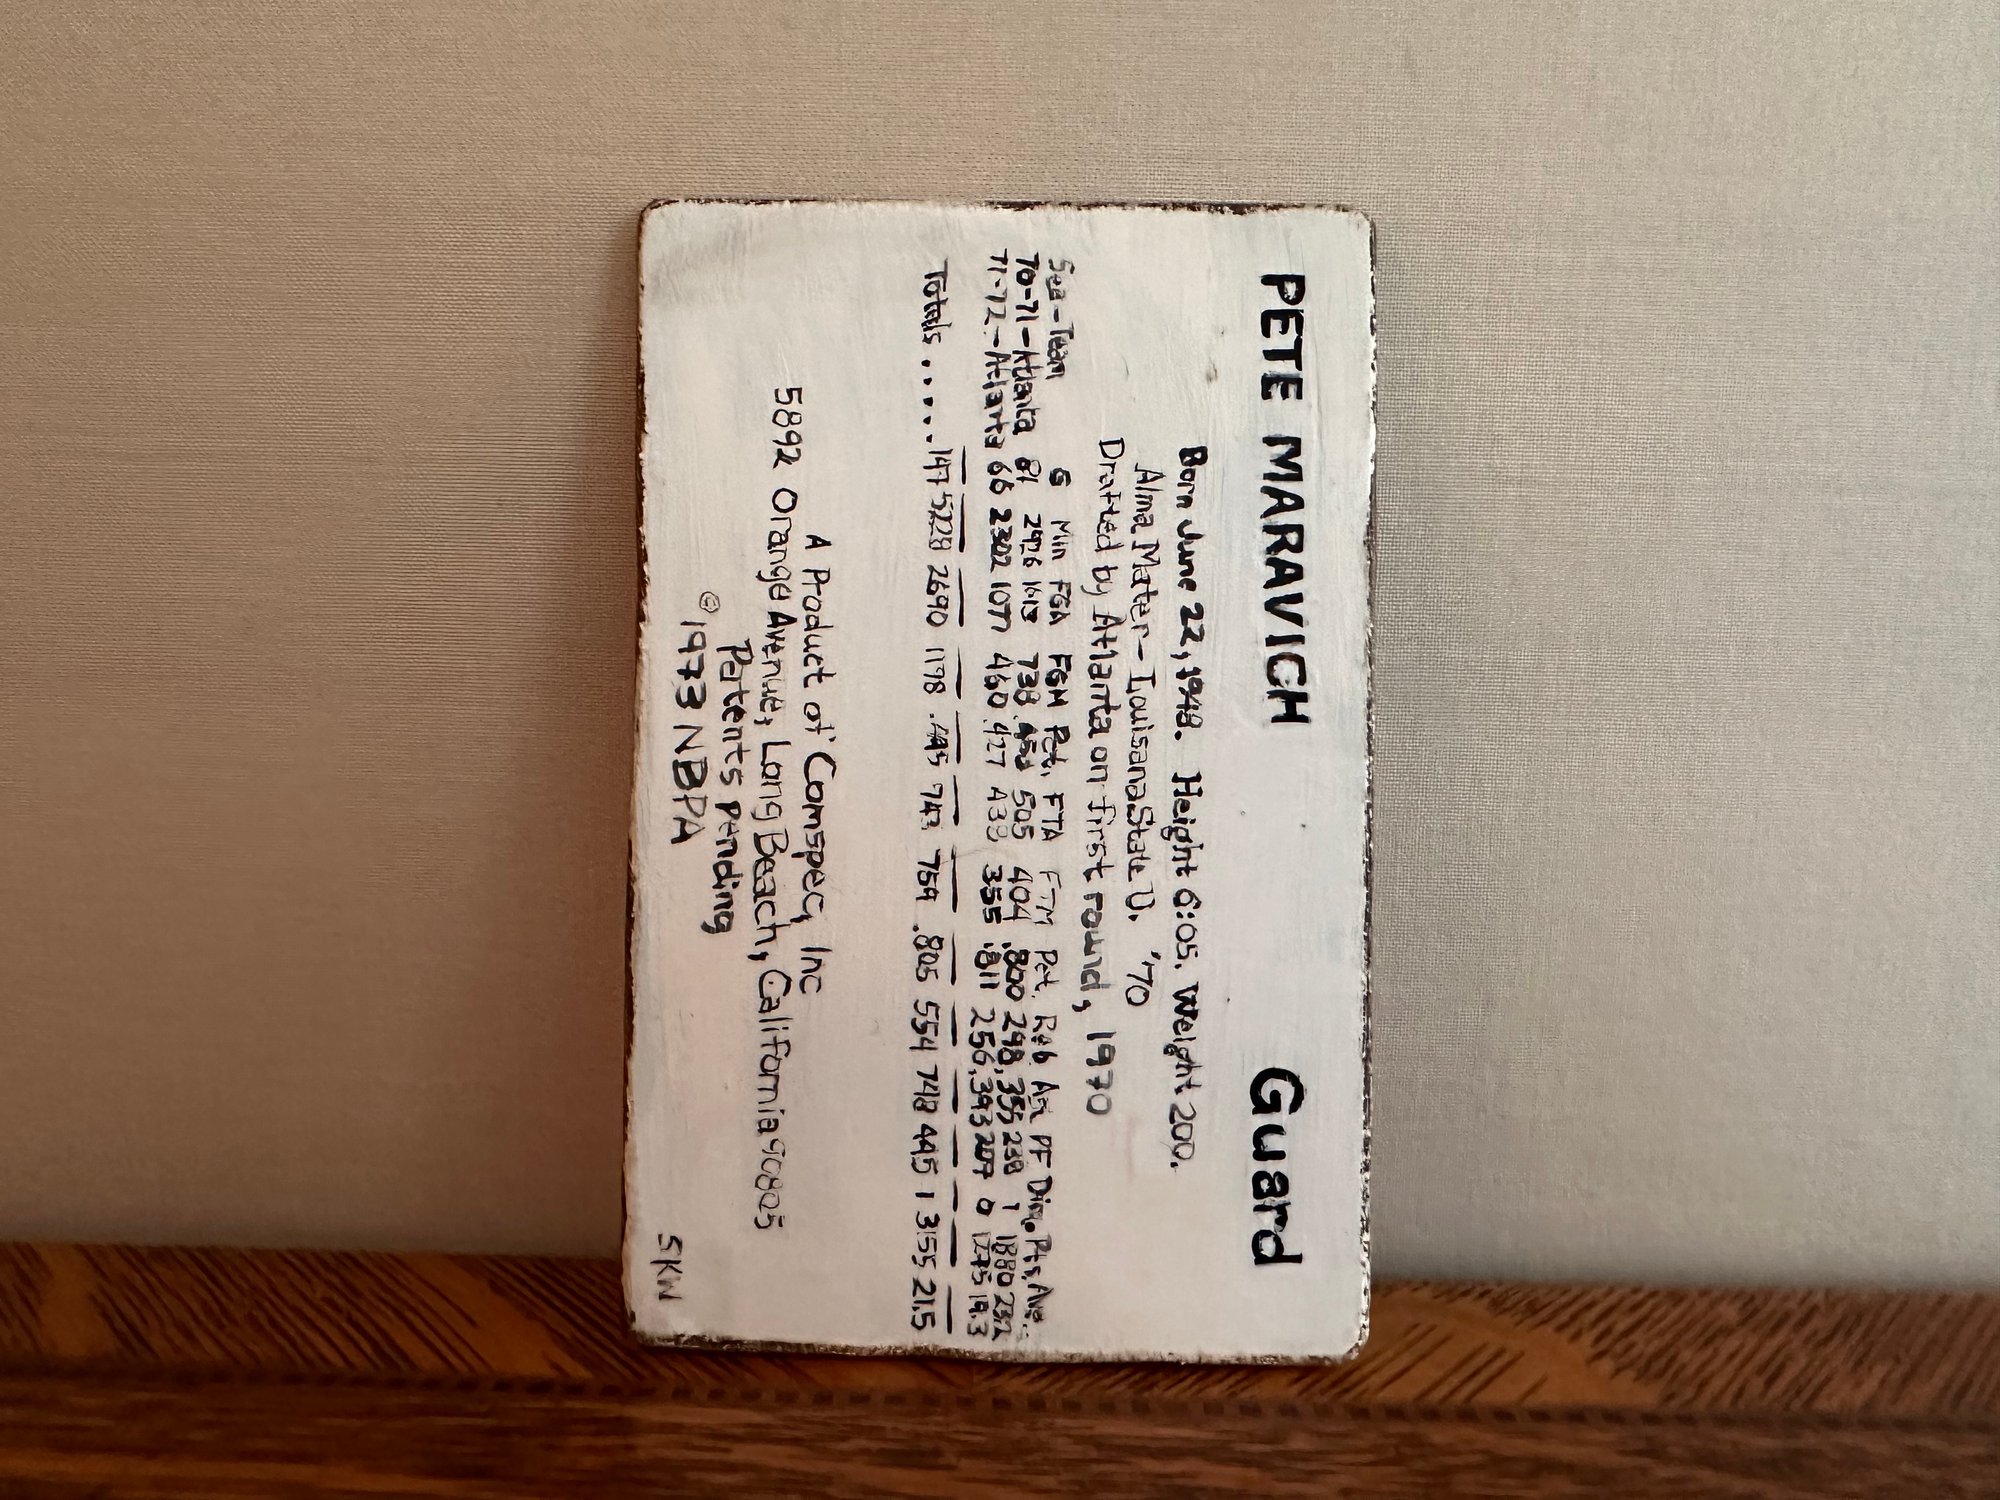 PETE MARAVICH Guard
Born June 22, 1948. Height 6:05. Weight 200.
Alma Mater-Louisana State U. '70
Drafted by Atlanta on first round, 1970
Sea-Team G Min FGA FGM Pct. FTA FTM Pct. Reb. Ast PF Disq. Pts. Ave.
70-71-Atlanta 81 2926 1613 738 .458 505 404 .800 298, 355 238 1 1880 23.2
71-72-Atlanta 66 2302 1077 460 .427 438 355 .811 256, 393 207 0 1275 19.3
Totals......147 5228 2690 1198 .445 943 759 .805 554 748 445 1 3155 21.5
A Product of Comspec, Inc
5892 Orange Avenue, Long Beach, California 90805
Patents pending
© 1973 NBPA
SKW